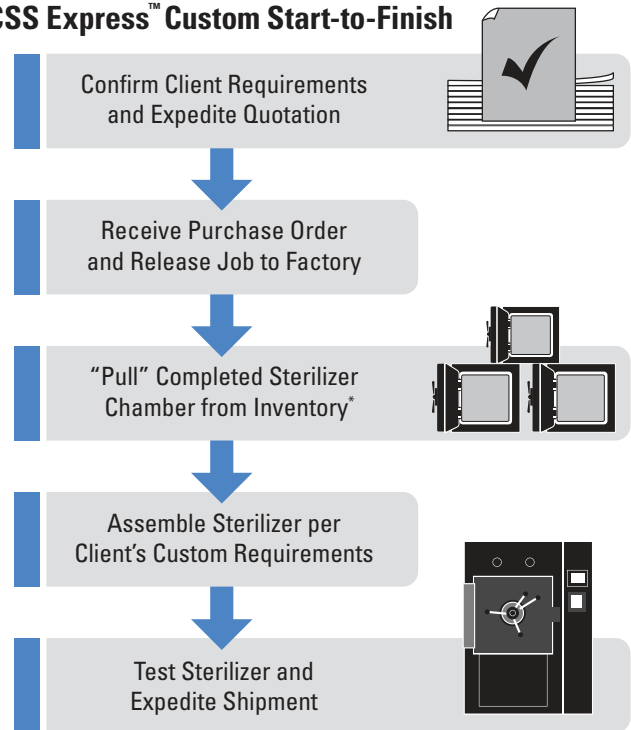 CSS Express™ Custom Start-to-Finish
Confirm Client Requirements
and Expedite Quotation
Receive Purchase Order
and Release Job to Factory
“Pull” Completed Sterilizer
Chamber from Inventory*
Assemble Sterilizer per
Client’s Custom Requirements
Test Sterilizer and
Expedite Shipment